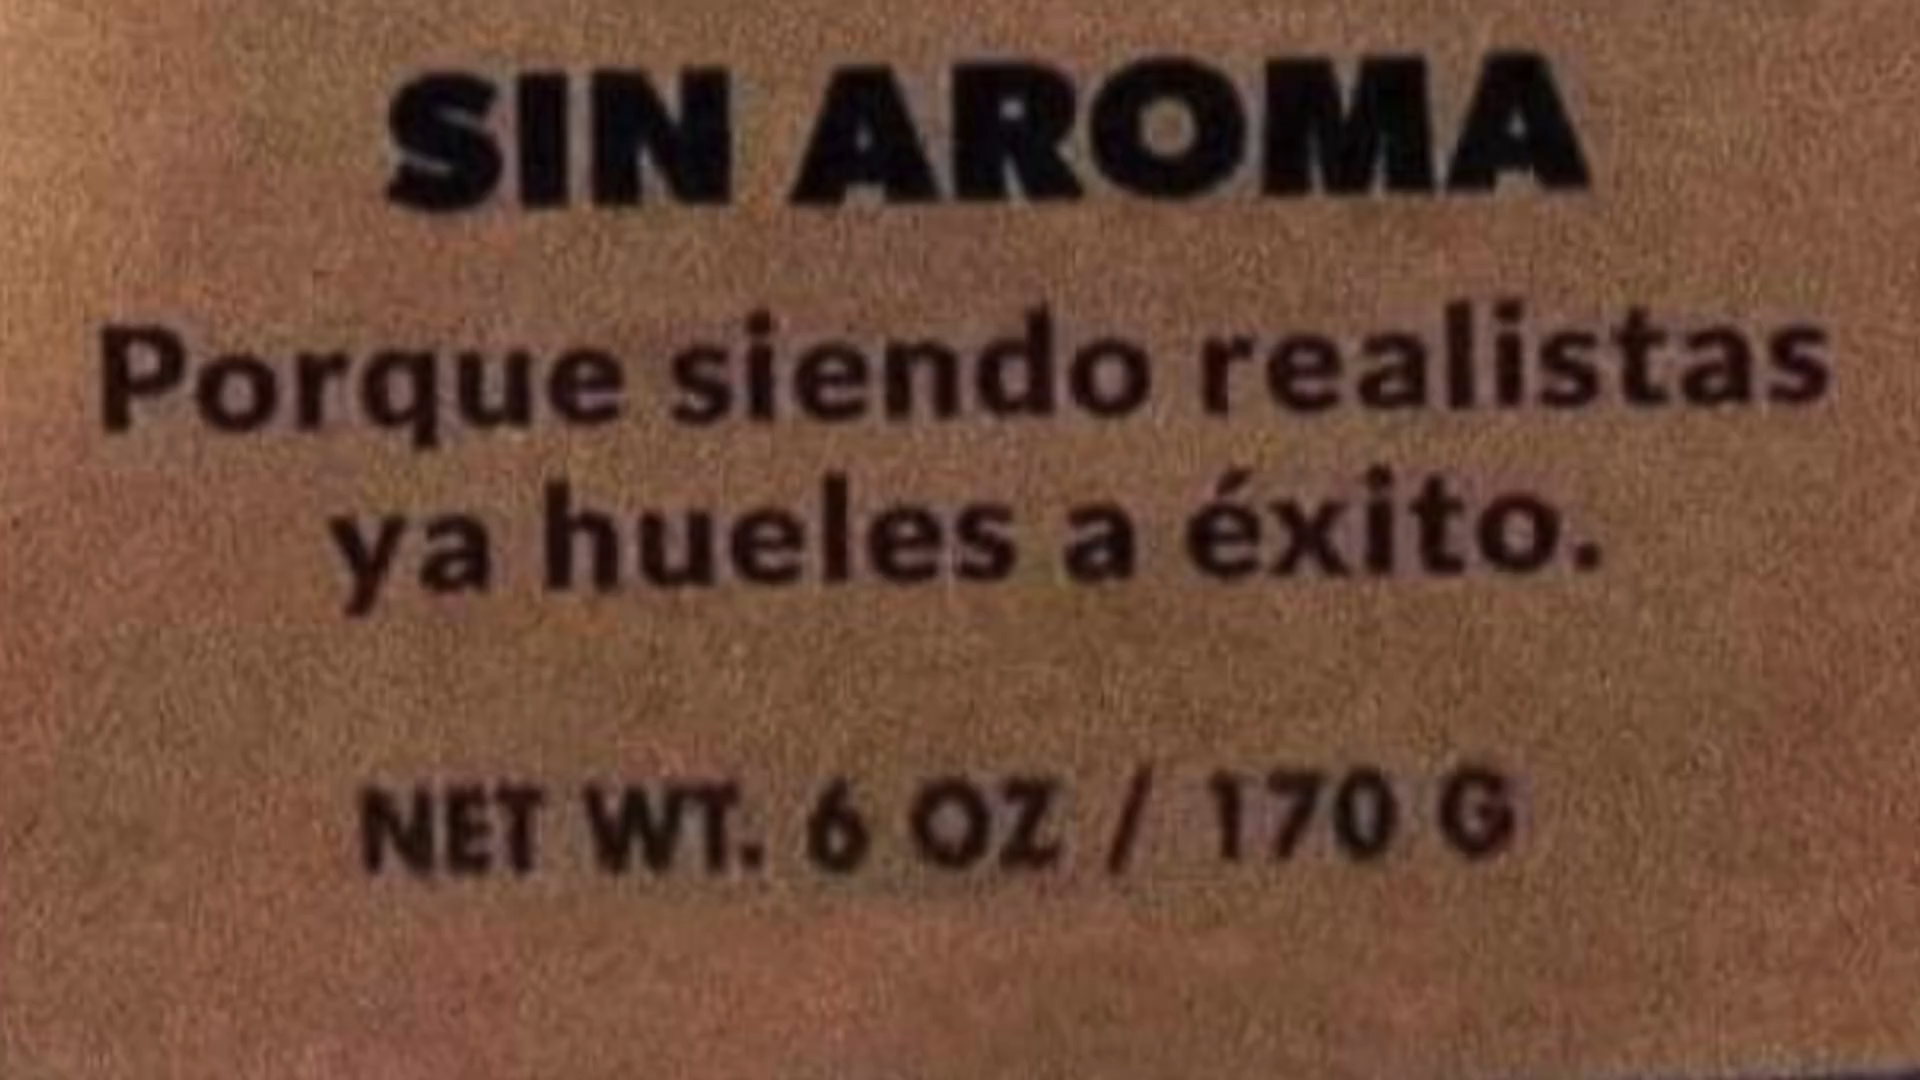 SIN AROMA
Porque siendo realistas
ya hueles a éxito.
NET WT. 6 OZ / 170 G